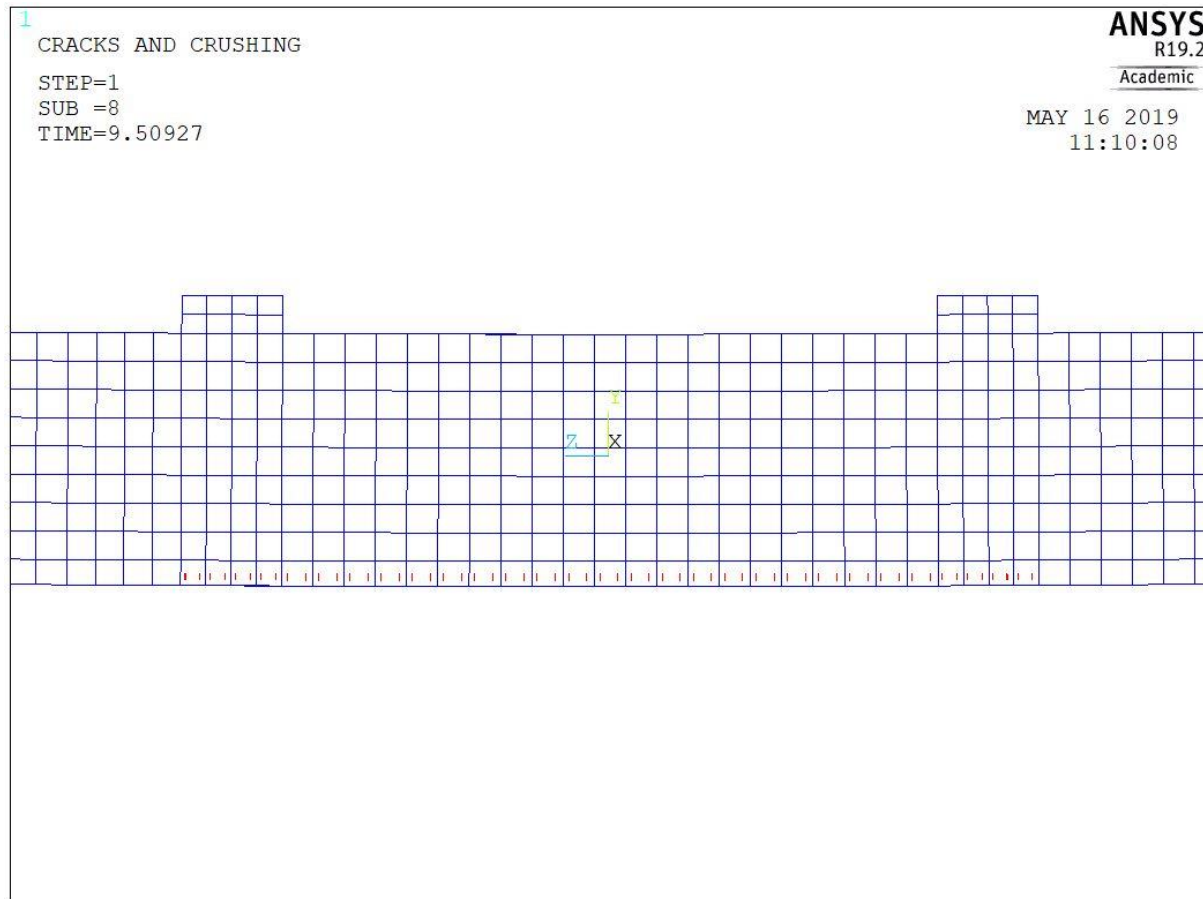 1
CRACKS AND CRUSHING
STEP=1
SUB =8
TIME=9.50927
ANSYS
R19.2
Academic
MAY 16 2019
11:10:08
Y
Z X